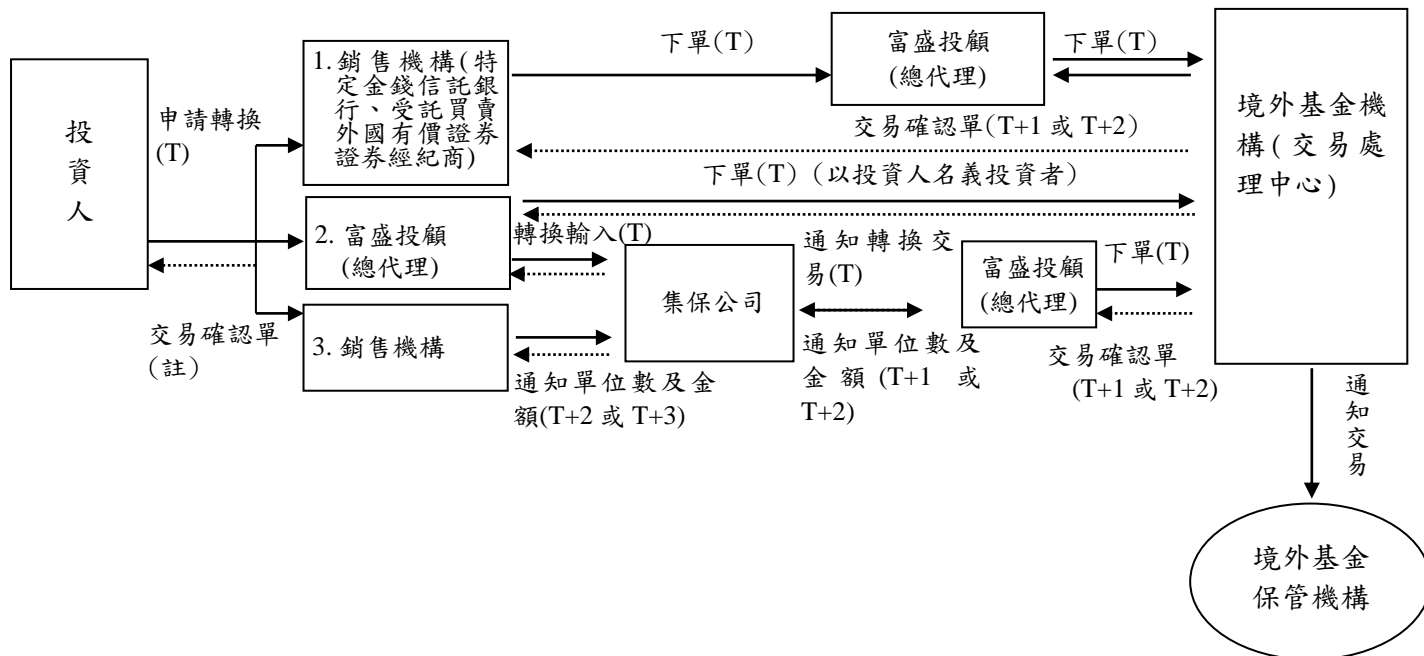 投
資
人
申請轉換
(T)
交易確認單
(註)
1. 銷售機構(特
定金錢信託銀
行、受託買賣
外國有價證券
證券經紀商)
下單(T)
富盛投顧
(總代理)
下單(T)
交易確認單(T+1 或 T+2)
下單(T) (以投資人名義投資者)
2. 富盛投顧
(總代理)
轉換輸入(T)
3. 銷售機構
通知單位數及金
額(T+2 或 T+3)
集保公司
通知轉換交
易(T)
通知單位數及
金額 (T+1 或
T+2)
富盛投顧
(總代理)
下單(T)
交易確認單
(T+1 或 T+2)
境外基金機
構(交易處
理中心)
通
知
交
易
境外基金
保管機構